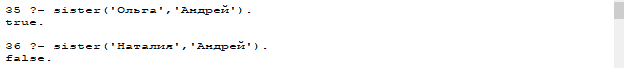 35 ?- sister('Ольга','Андрей').
true.
36 ?- sister('Наталия','Андрей').
false.